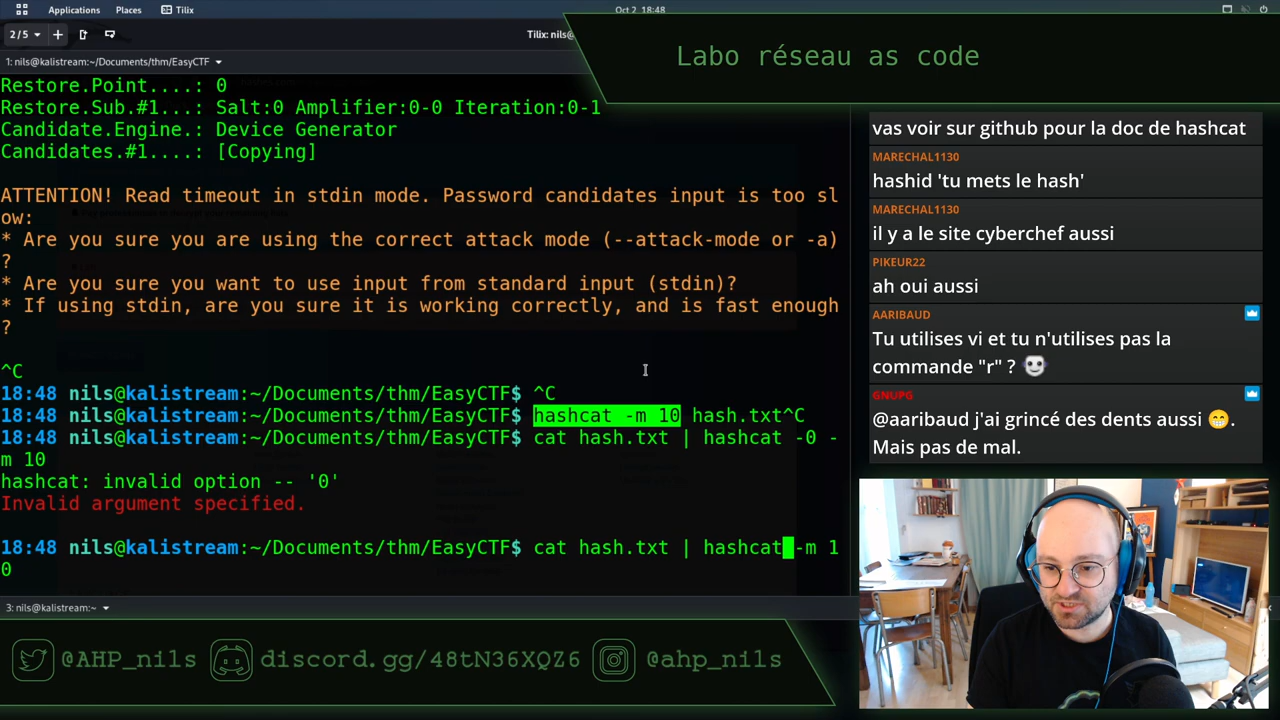 Applications Places Tilix
Oct 2 18:48
2/5
Tilix: nils@
Labo réseau as code
1: nils@kalistream:~/Documents/thm/EasyCTF
Restore.Point....: 0
Restore.Sub.#1...: Salt:0 Amplifier:0-0 Iteration:0-1
Candidate.Engine.: Device Generator
Candidates.#1....: [Copying]
ATTENTION! Read timeout in stdin mode. Password candidates input is too sl
ow:
* Are you sure you are using the correct attack mode (--attack-mode or -a)
?
* Are you sure you want to use input from standard input (stdin)?
* If using stdin, are you sure it is working correctly, and is fast enough
?
^C
18:48 nils@kalistream:~/Documents/thm/EasyCTF$ ^C
18:48 nils@kalistream:~/Documents/thm/EasyCTF$ hashcat -m 10 hash.txt^C
18:48 nils@kalistream:~/Documents/thm/EasyCTF$ cat hash.txt | hashcat -0 -
m 10
hashcat: invalid option -- '0'
Invalid argument specified.
18:48 nils@kalistream:~/Documents/thm/EasyCTF$ cat hash.txt | hashcat -m 1
0
3: nils@kalistream:~
vas voir sur github pour la doc de hashcat
MARECHAL1130
hashid 'tu mets le hash'
MARECHAL1130
il y a le site cyberchef aussi
PIKEUR22
ah oui aussi
AARIBAUD
Tu utilises vi et tu n'utilises pas la
commande "r" ?
GNUPG
@aaribaud j'ai grincé des dents aussi 😁.
Mais pas de mal.
@AHP_nils discord.gg/48tN36XQZ6 @ahp_nils